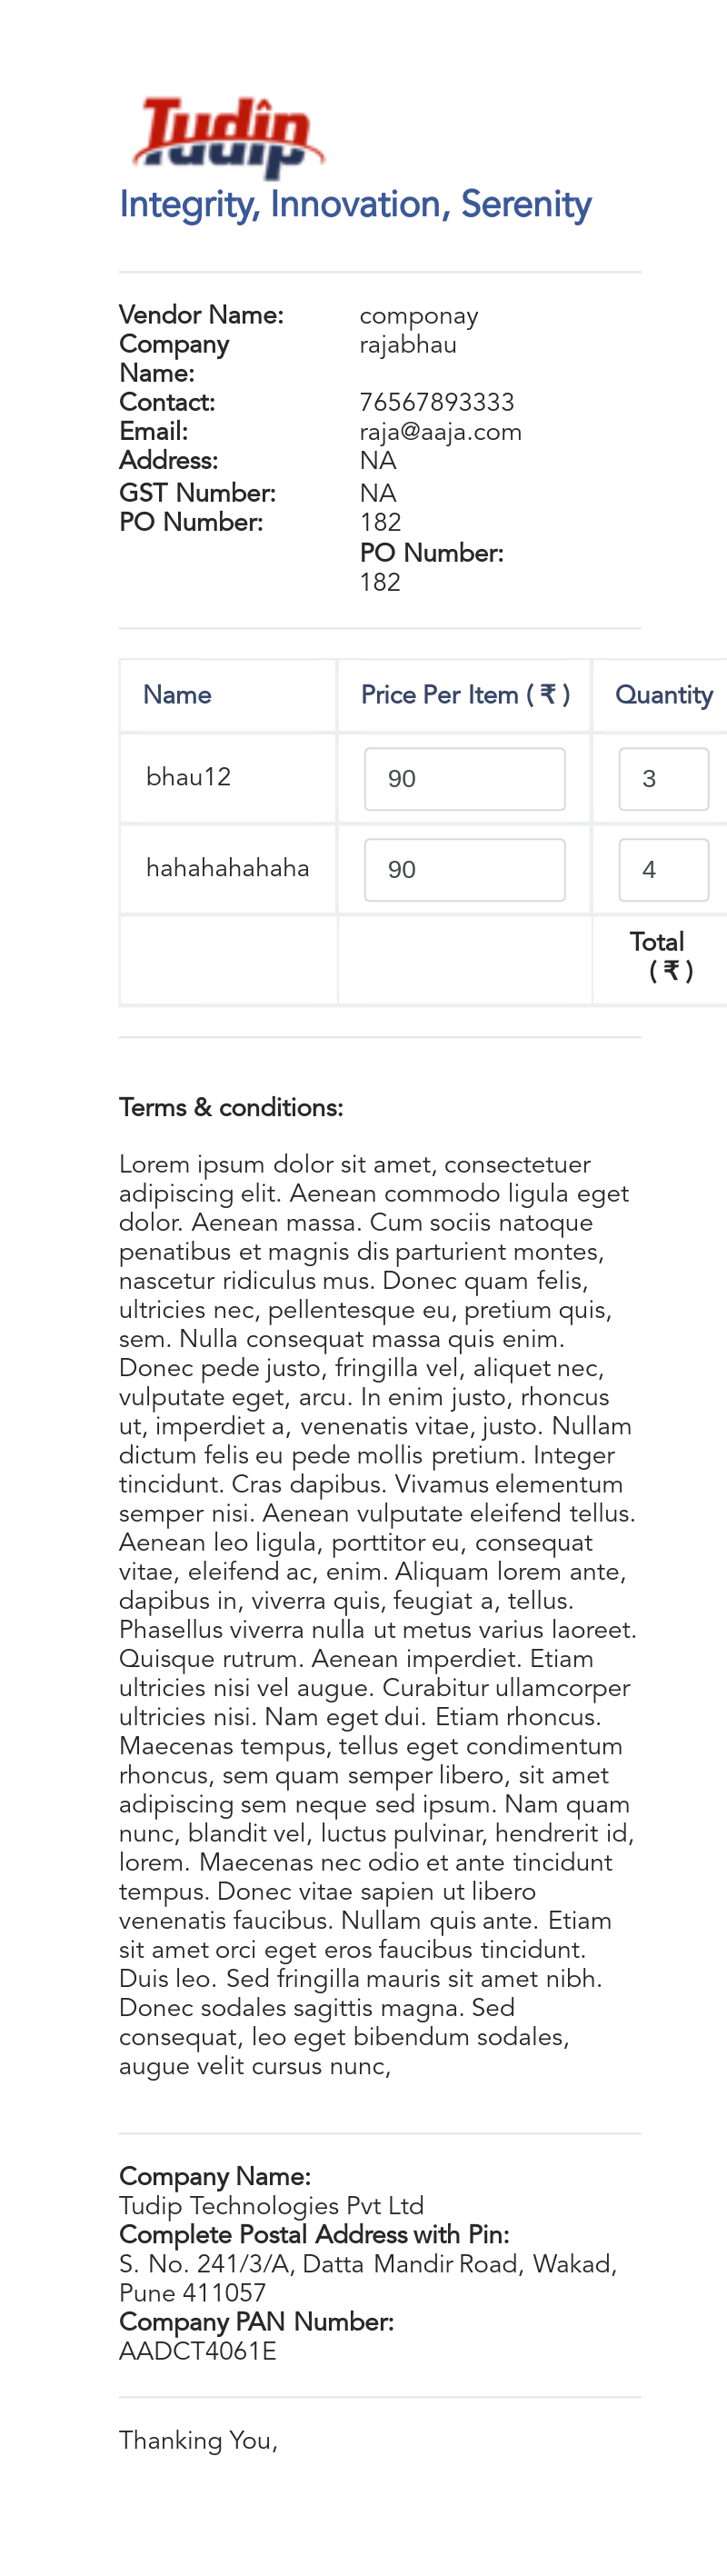 Tudip
Integrity, Innovation, Serenity
Vendor Name: componay
Company rajabhau
Name:
Contact: 76567893333
Email: raja@aaja.com
Address: NA
GST Number: NA
PO Number: 182
PO Number:
182
Name Price Per Item ( ₹ ) Quantity
bhau12 90 3
hahahahahaha 90 4
Total
( ₹ )
Terms & conditions:
Lorem ipsum dolor sit amet, consectetuer
adipiscing elit. Aenean commodo ligula eget
dolor. Aenean massa. Cum sociis natoque
penatibus et magnis dis parturient montes,
nascetur ridiculus mus. Donec quam felis,
ultricies nec, pellentesque eu, pretium quis,
sem. Nulla consequat massa quis enim.
Donec pede justo, fringilla vel, aliquet nec,
vulputate eget, arcu. In enim justo, rhoncus
ut, imperdiet a, venenatis vitae, justo. Nullam
dictum felis eu pede mollis pretium. Integer
tincidunt. Cras dapibus. Vivamus elementum
semper nisi. Aenean vulputate eleifend tellus.
Aenean leo ligula, porttitor eu, consequat
vitae, eleifend ac, enim. Aliquam lorem ante,
dapibus in, viverra quis, feugiat a, tellus.
Phasellus viverra nulla ut metus varius laoreet.
Quisque rutrum. Aenean imperdiet. Etiam
ultricies nisi vel augue. Curabitur ullamcorper
ultricies nisi. Nam eget dui. Etiam rhoncus.
Maecenas tempus, tellus eget condimentum
rhoncus, sem quam semper libero, sit amet
adipiscing sem neque sed ipsum. Nam quam
nunc, blandit vel, luctus pulvinar, hendrerit id,
lorem. Maecenas nec odio et ante tincidunt
tempus. Donec vitae sapien ut libero
venenatis faucibus. Nullam quis ante. Etiam
sit amet orci eget eros faucibus tincidunt.
Duis leo. Sed fringilla mauris sit amet nibh.
Donec sodales sagittis magna. Sed
consequat, leo eget bibendum sodales,
augue velit cursus nunc,
Company Name:
Tudip Technologies Pvt Ltd
Complete Postal Address with Pin:
S. No. 241/3/A, Datta Mandir Road, Wakad,
Pune 411057
Company PAN Number:
AADCT4061E
Thanking You,